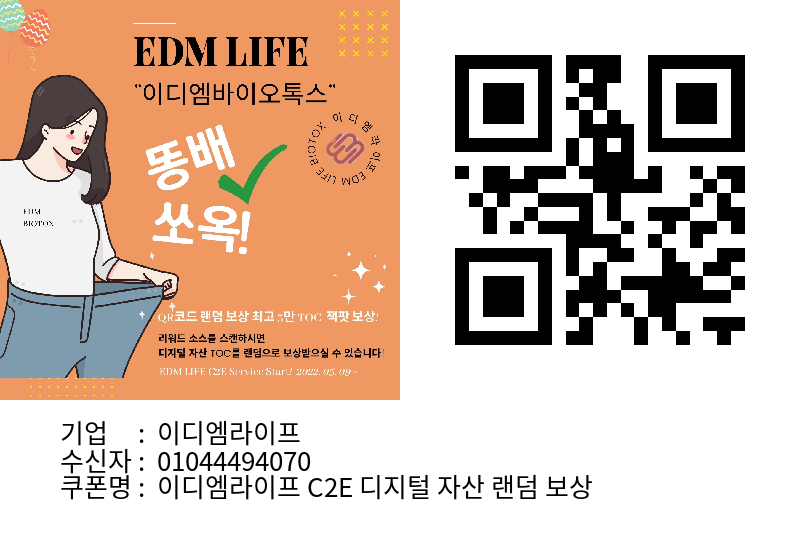 EDM LIFE
"이디엠바이오톡스"
이디엠라이프 EDM LIFE BIOTOX
똥배
쏘옥!
EDM
BIOTOX
QR코드 랜덤 보상 최고 5만 TOC 잭팟 보상!
리워드 소스를 스캔하시면
디지털 자산 TOC를 랜덤으로 보상받으실 수 있습니다!
EDM LIFE C2E Service Start! 2022. 05. 09 ~
기업 : 이디엠라이프
수신자 : 01044494070
쿠폰명 : 이디엠라이프 C2E 디지털 자산 랜덤 보상